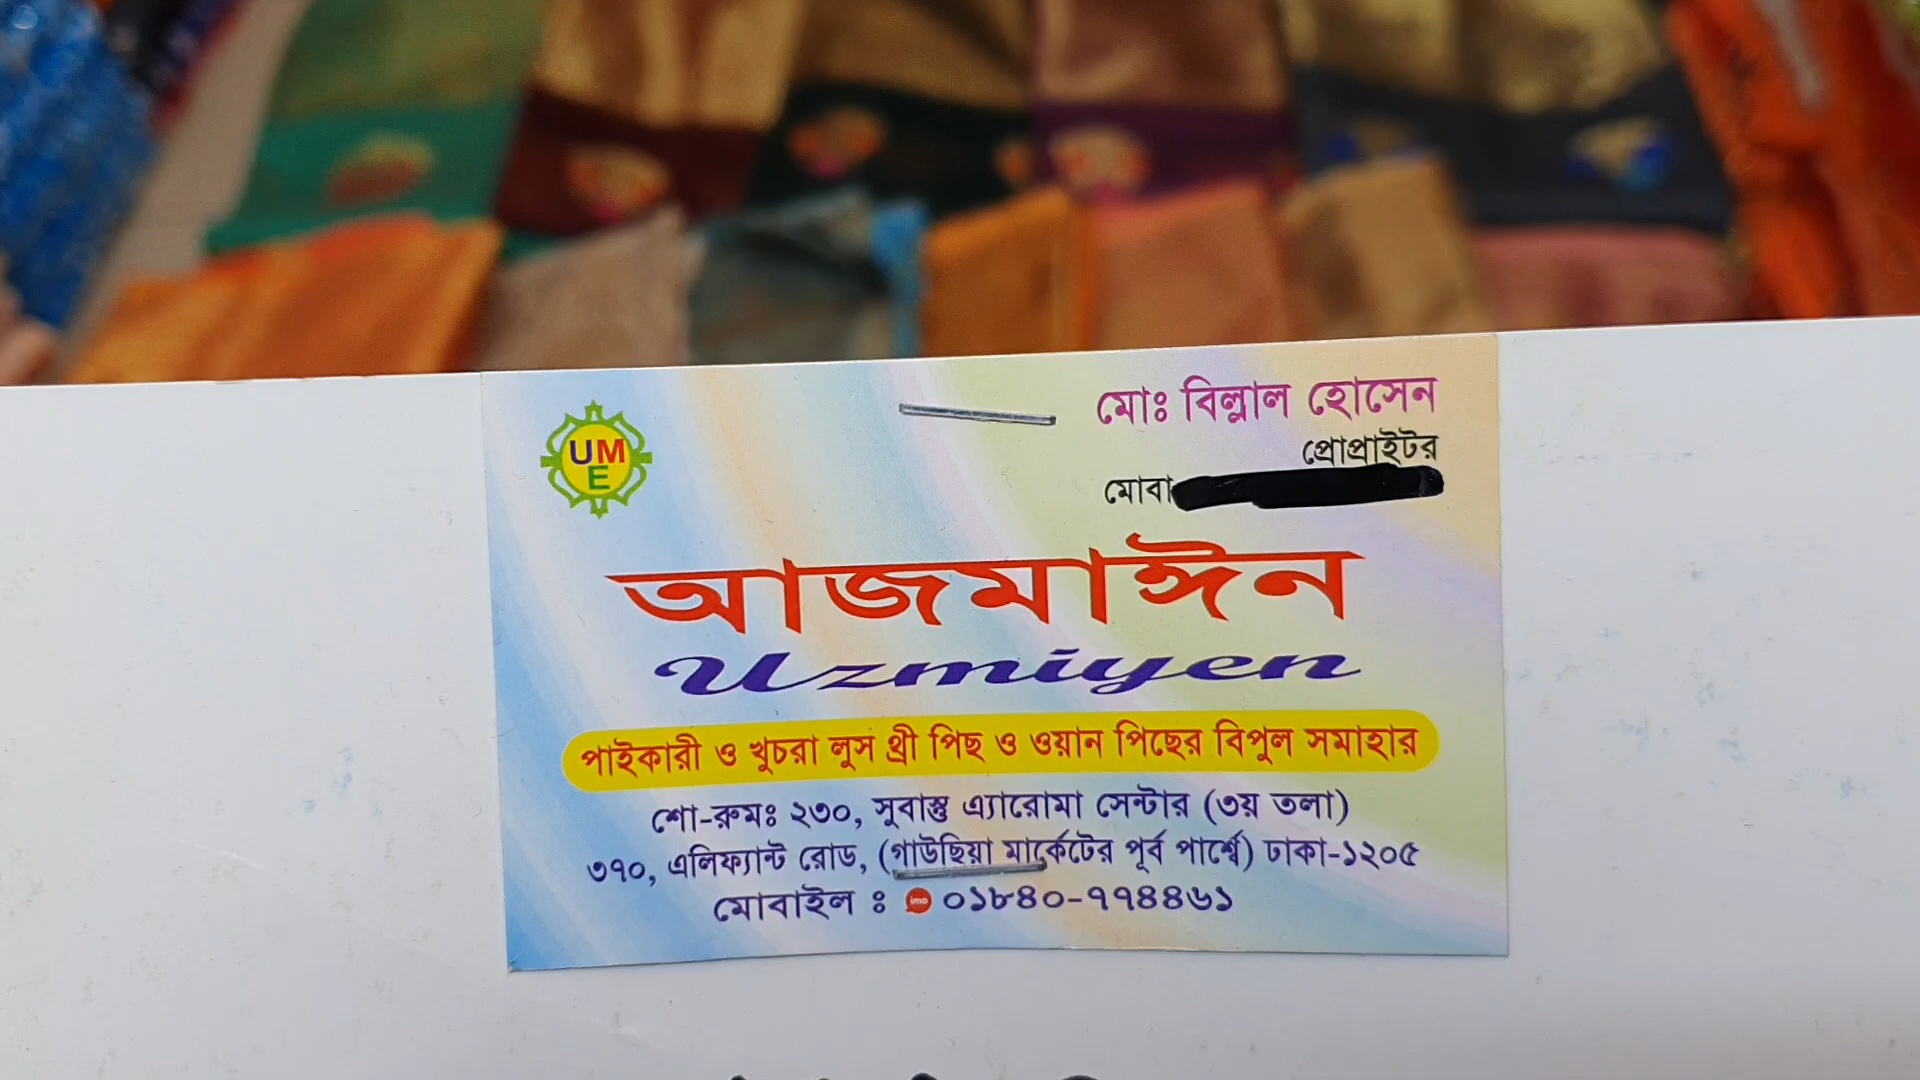 UME
মোঃ বিল্লাল হোসেন
প্রোপ্রাইটর
মোবা
আজমাঈন
Uzmiyen
পাইকারী ও খুচরা লুস থ্রী পিছ ও ওয়ান পিছের বিপুল সমাহার
শো-রুমঃ ২৩০, সুবাস্তু এ্যারোমা সেন্টার (৩য় তলা)
৩৭০, এলিফ্যান্ট রোড, (গাউছিয়া মার্কেটের পূর্ব পার্শ্বে) ঢাকা-১২০৫
মোবাইল ঃ imo ০১৮৪০-৭৭৪৪৬১